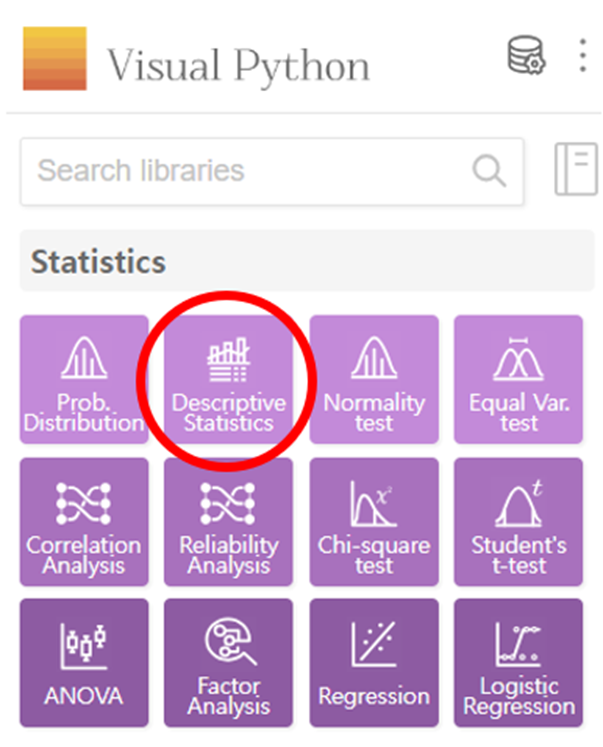 Visual Python
Search libraries
Statistics
Prob.
Distribution
Descriptive
Statistics
Normality
test
Equal Var.
test
Correlation
Analysis
Reliability
Analysis
Chi-square
test
Student's
t-test
ANOVA
Factor
Analysis
Regression
Logistic
Regression